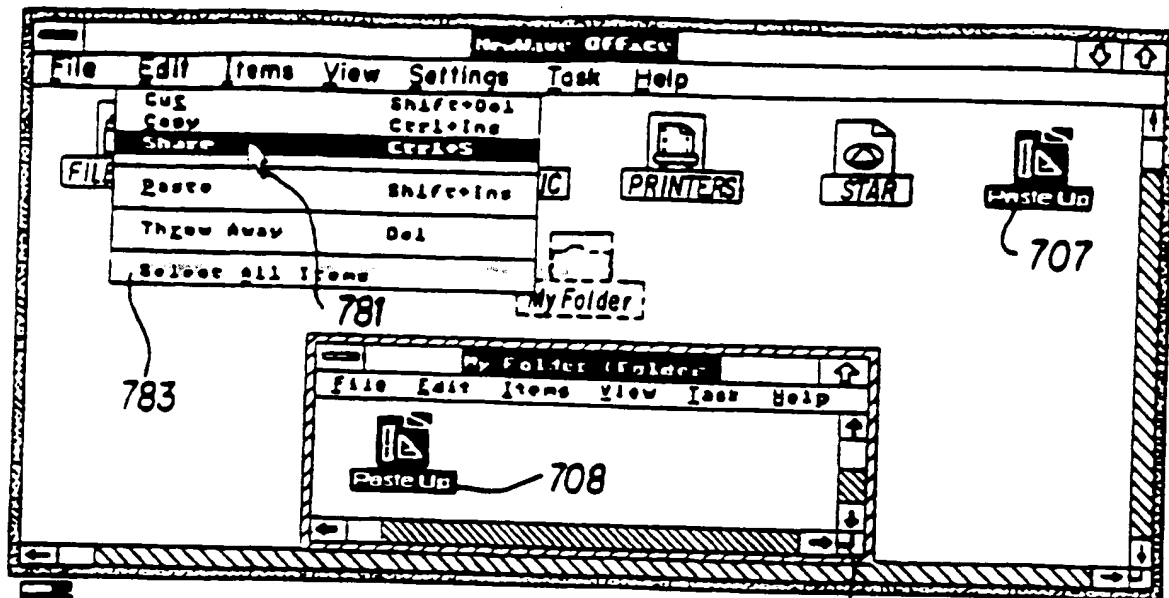 NewWave Office
File Edit Items View Settings Task Help
Cut Shift+Del
Copy Ctrl+Ins
Share Ctrl+S
Paste Shift+Ins
Throw Away Del
Select All Items
FILE
IC
PRINTERS
STAR
Paste Up
707
My Folder
781
783
My Folder (Folder
File Edit Items View Task Help
Paste Up
708